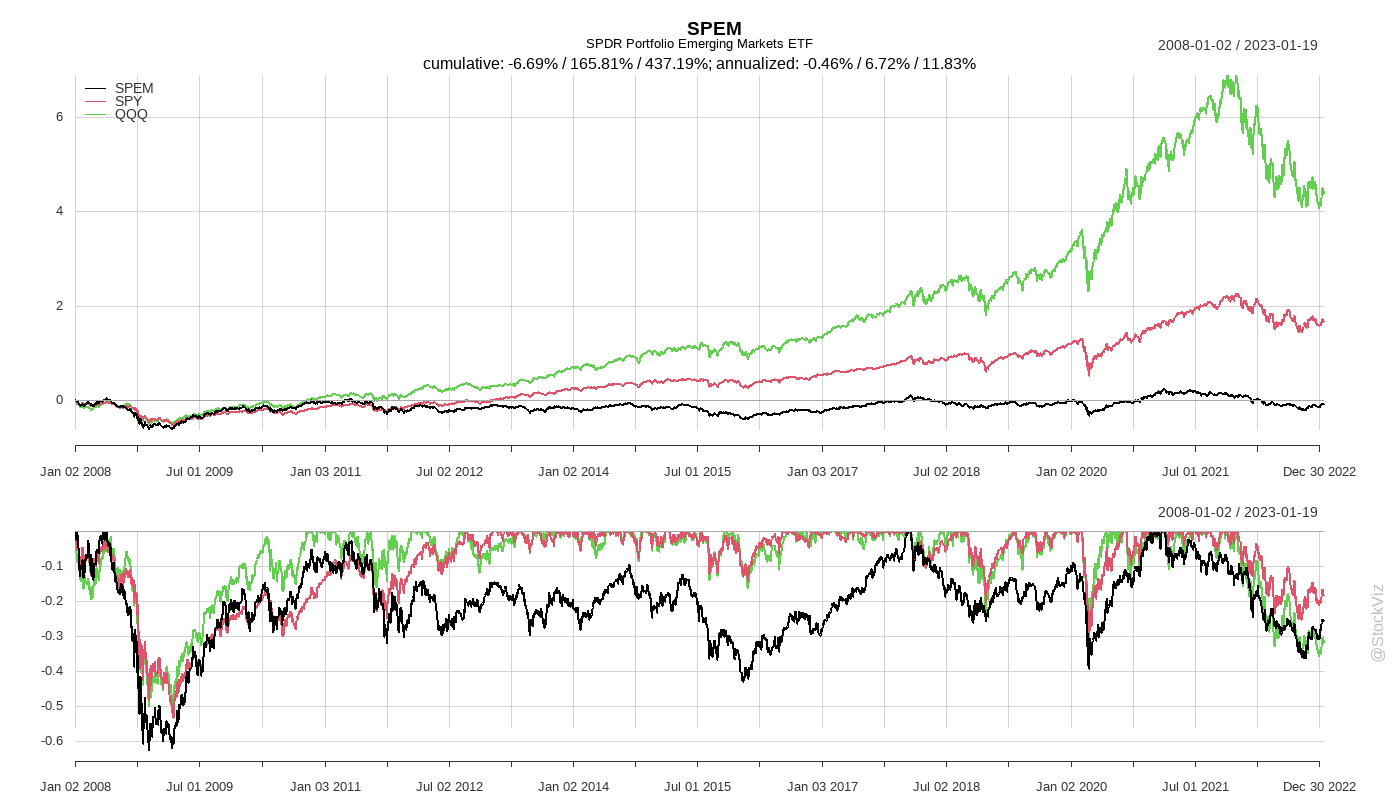 SPEM
SPDR Portfolio Emerging Markets ETF
2008-01-02 / 2023-01-19
cumulative: -6.69% / 165.81% / 437.19%; annualized: -0.46% / 6.72% / 11.83%
SPEM
SPY
QQQ
6
4
2
0
Jan 02 2008 Jul 01 2009 Jan 03 2011 Jul 02 2012 Jan 02 2014 Jul 01 2015 Jan 03 2017 Jul 02 2018 Jan 02 2020 Jul 01 2021 Dec 30 2022
2008-01-02 / 2023-01-19
-0.1
-0.2
-0.3
-0.4
-0.5
-0.6
Jan 02 2008 Jul 01 2009 Jan 03 2011 Jul 02 2012 Jan 02 2014 Jul 01 2015 Jan 03 2017 Jul 02 2018 Jan 02 2020 Jul 01 2021 Dec 30 2022
@StockViz